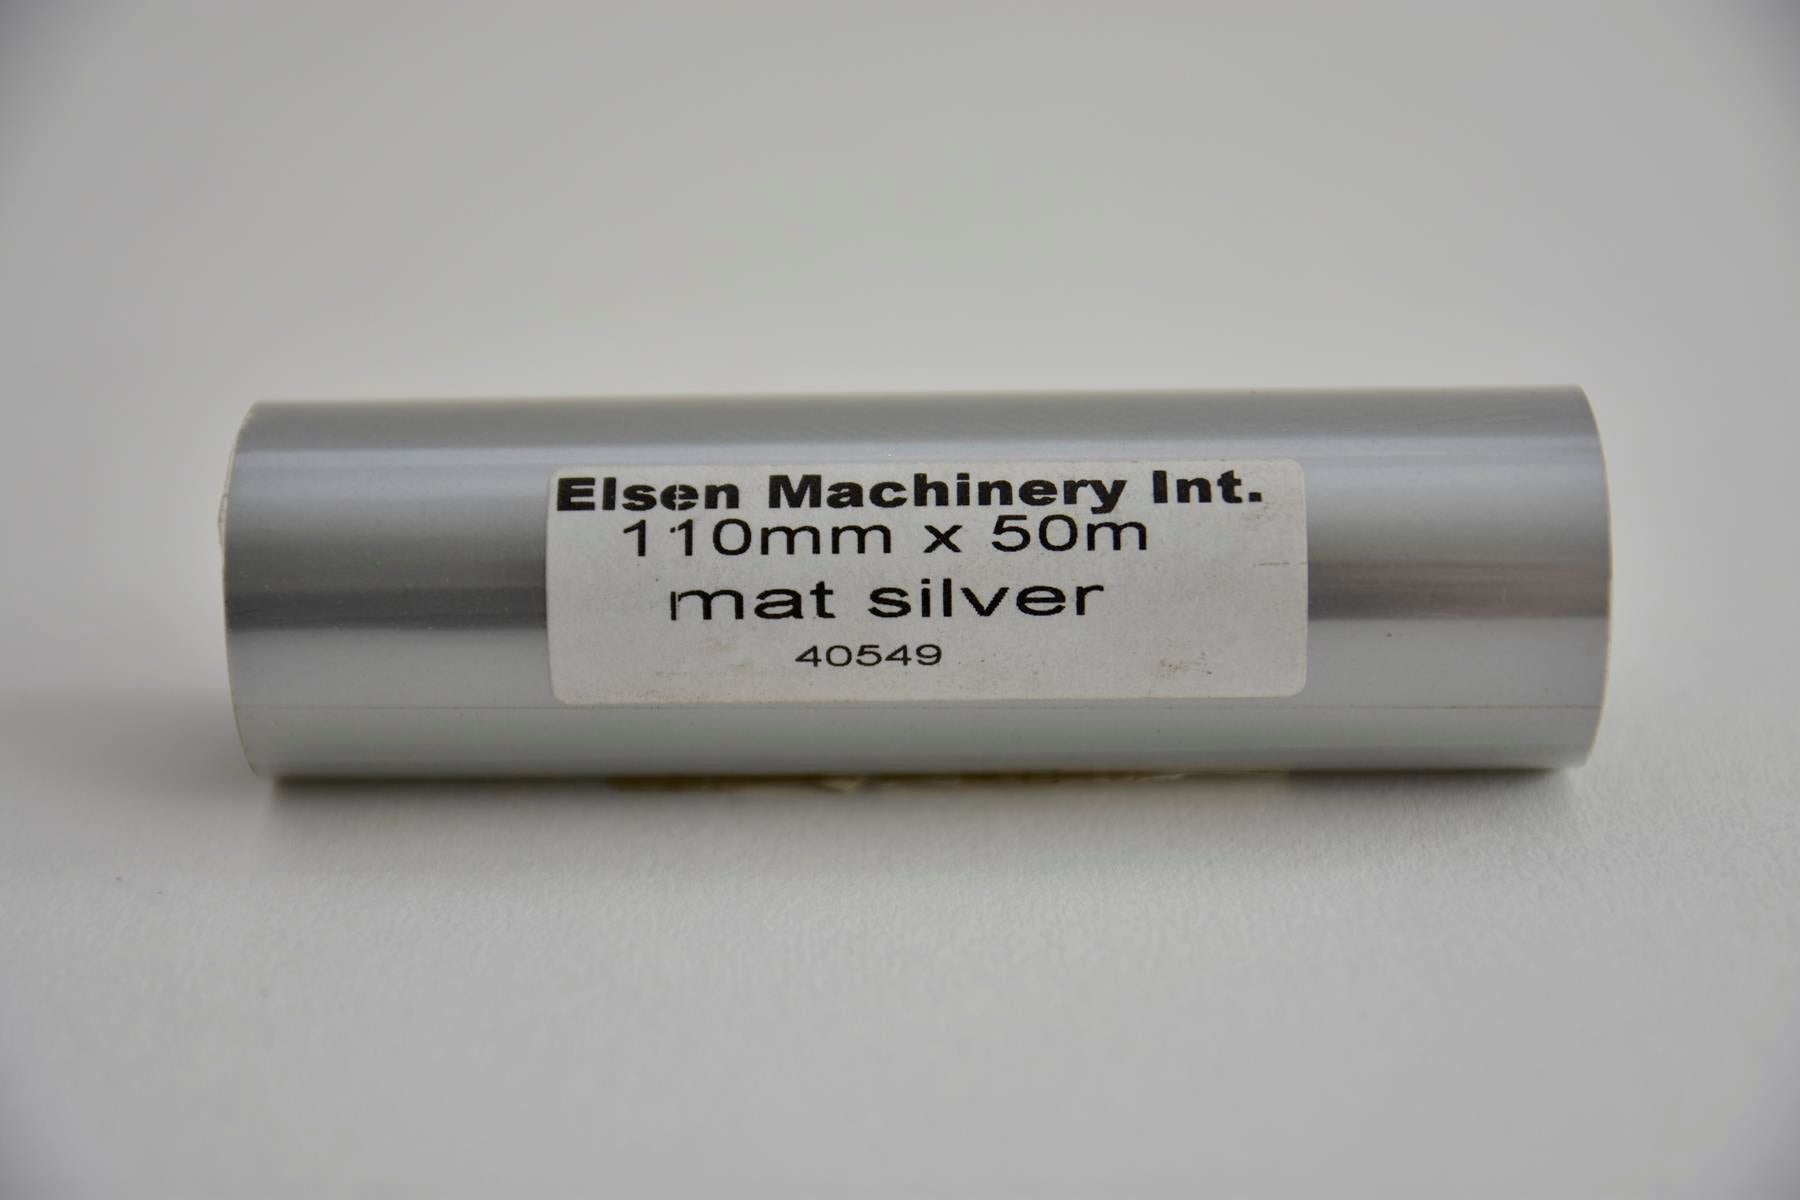 Elsen Machinery Int.
110mm x 50m
mat silver
40549